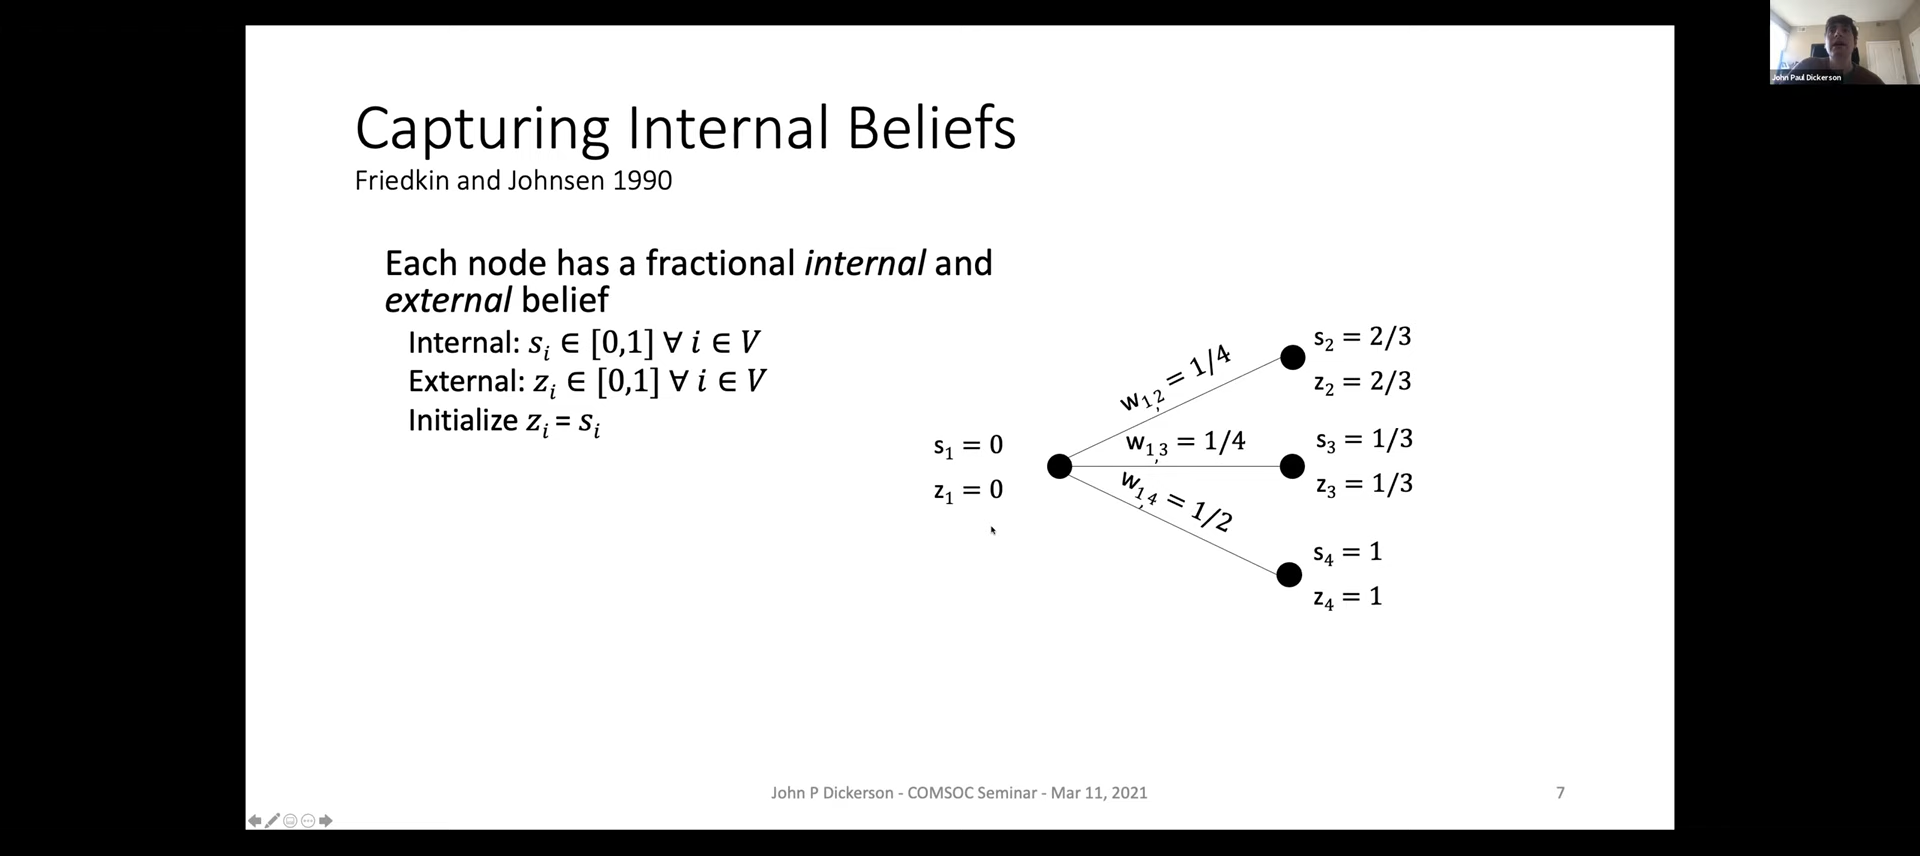 John Paul Dickerson
Capturing Internal Beliefs
Friedkin and Johnsen 1990
Each node has a fractional internal and
external belief
Internal: sᵢ ∈ [0,1] ∀ i ∈ V
External: zᵢ ∈ [0,1] ∀ i ∈ V
Initialize zᵢ = sᵢ
s₁ = 0
z₁ = 0
w₁,₂ = 1/4
w₁,₃ = 1/4
w₁,₄ = 1/2
s₂ = 2/3
z₂ = 2/3
s₃ = 1/3
z₃ = 1/3
s₄ = 1
z₄ = 1
John P Dickerson - COMSOC Seminar - Mar 11, 2021
7